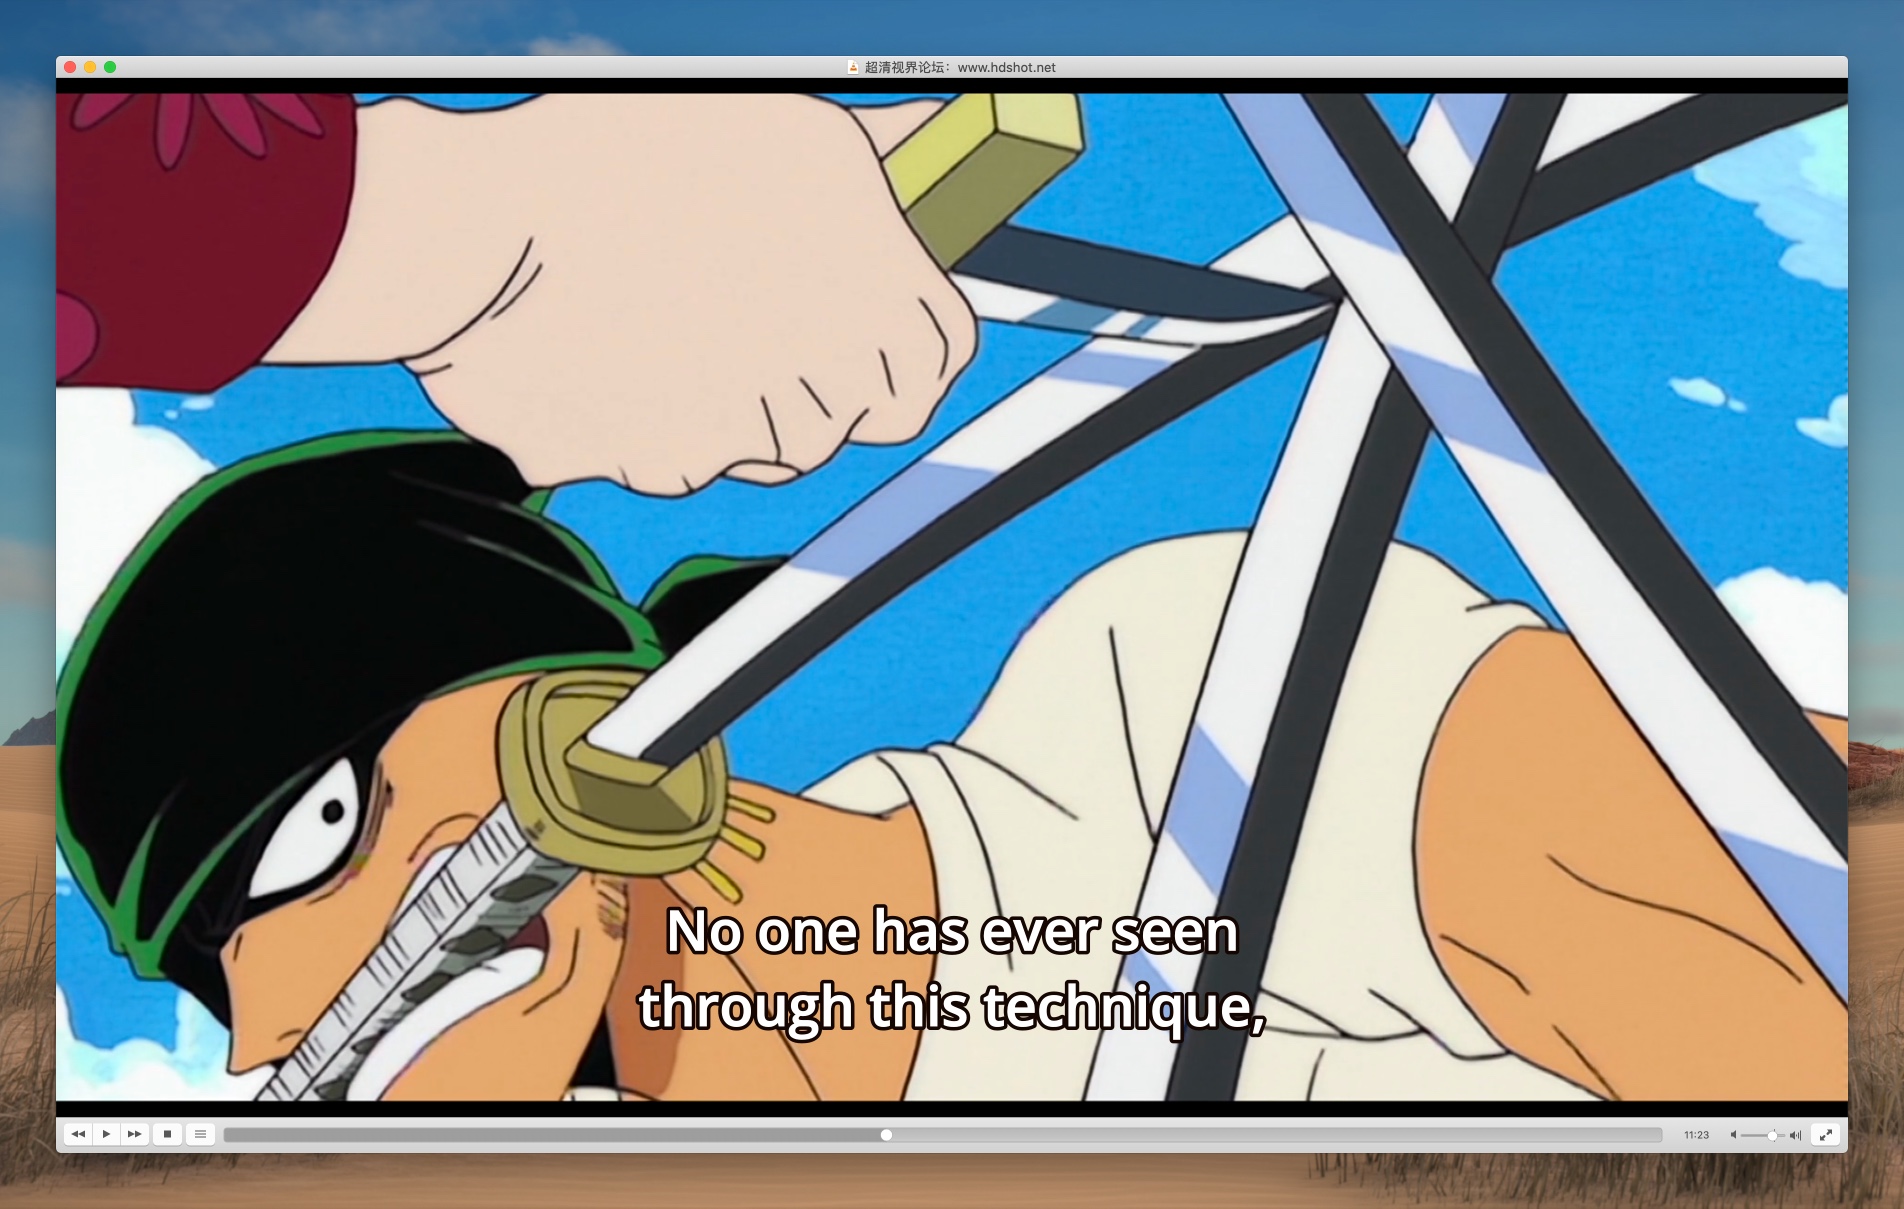 超清视界论坛：www.hdshot.net
No one has ever seen
through this technique,
11:23